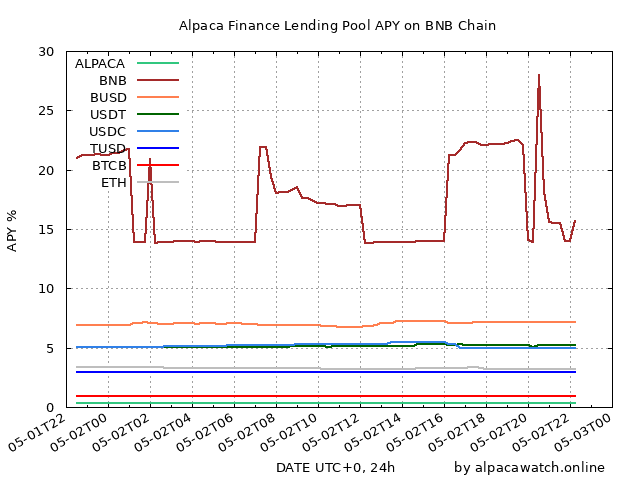 Alpaca Finance Lending Pool APY on BNB Chain
30
25
20
15
10
5
0
APY %
ALPACA
BNB
BUSD
USDT
USDC
TUSD
BTCB
ETH
05-01T22
05-02T00
05-02T02
05-02T04
05-02T06
05-02T08
05-02T10
05-02T12
05-02T14
05-02T16
05-02T18
05-02T20
05-02T22
05-03T00
DATE UTC+0, 24h
by alpacawatch.online